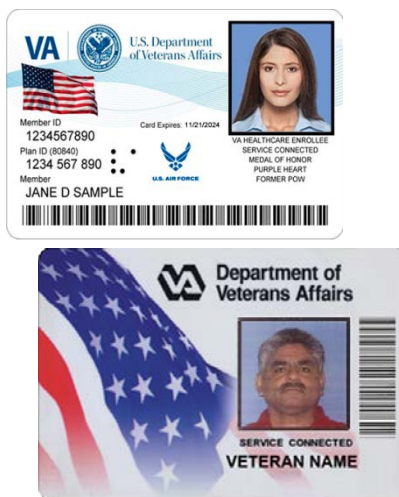 VA
U.S. Department
of Veterans Affairs
Member ID
1234567890
Card Expires: 11/21/2024
Plan ID (80840)
1234 567 890
Member
JANE D SAMPLE
U.S. AIR FORCE
VA HEALTHCARE ENROLLEE
SERVICE CONNECTED
MEDAL OF HONOR
PURPLE HEART
FORMER POW
VA
Department of
Veterans Affairs
SERVICE CONNECTED
VETERAN NAME